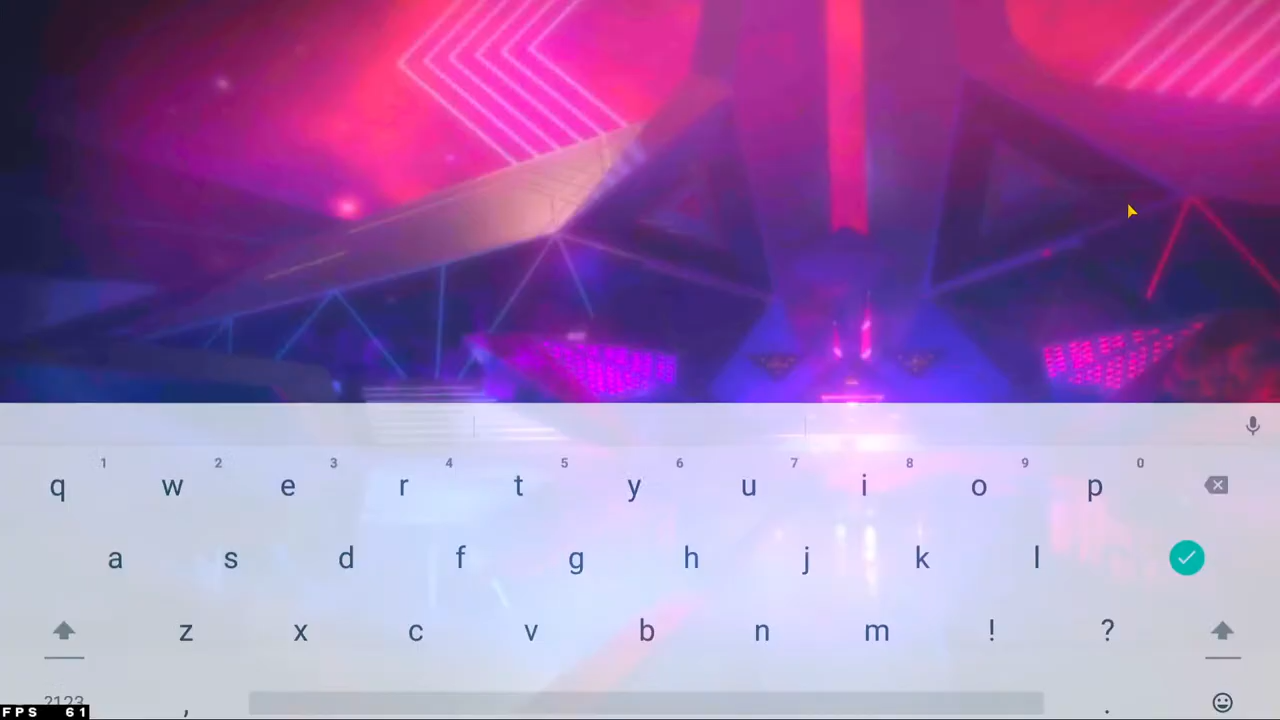 1 2 3 4 5 6 7 8 9 0
q w e r t y u i o p
a s d f g h j k l
z x c v b n m ! ?
?123 , .
FPS 61